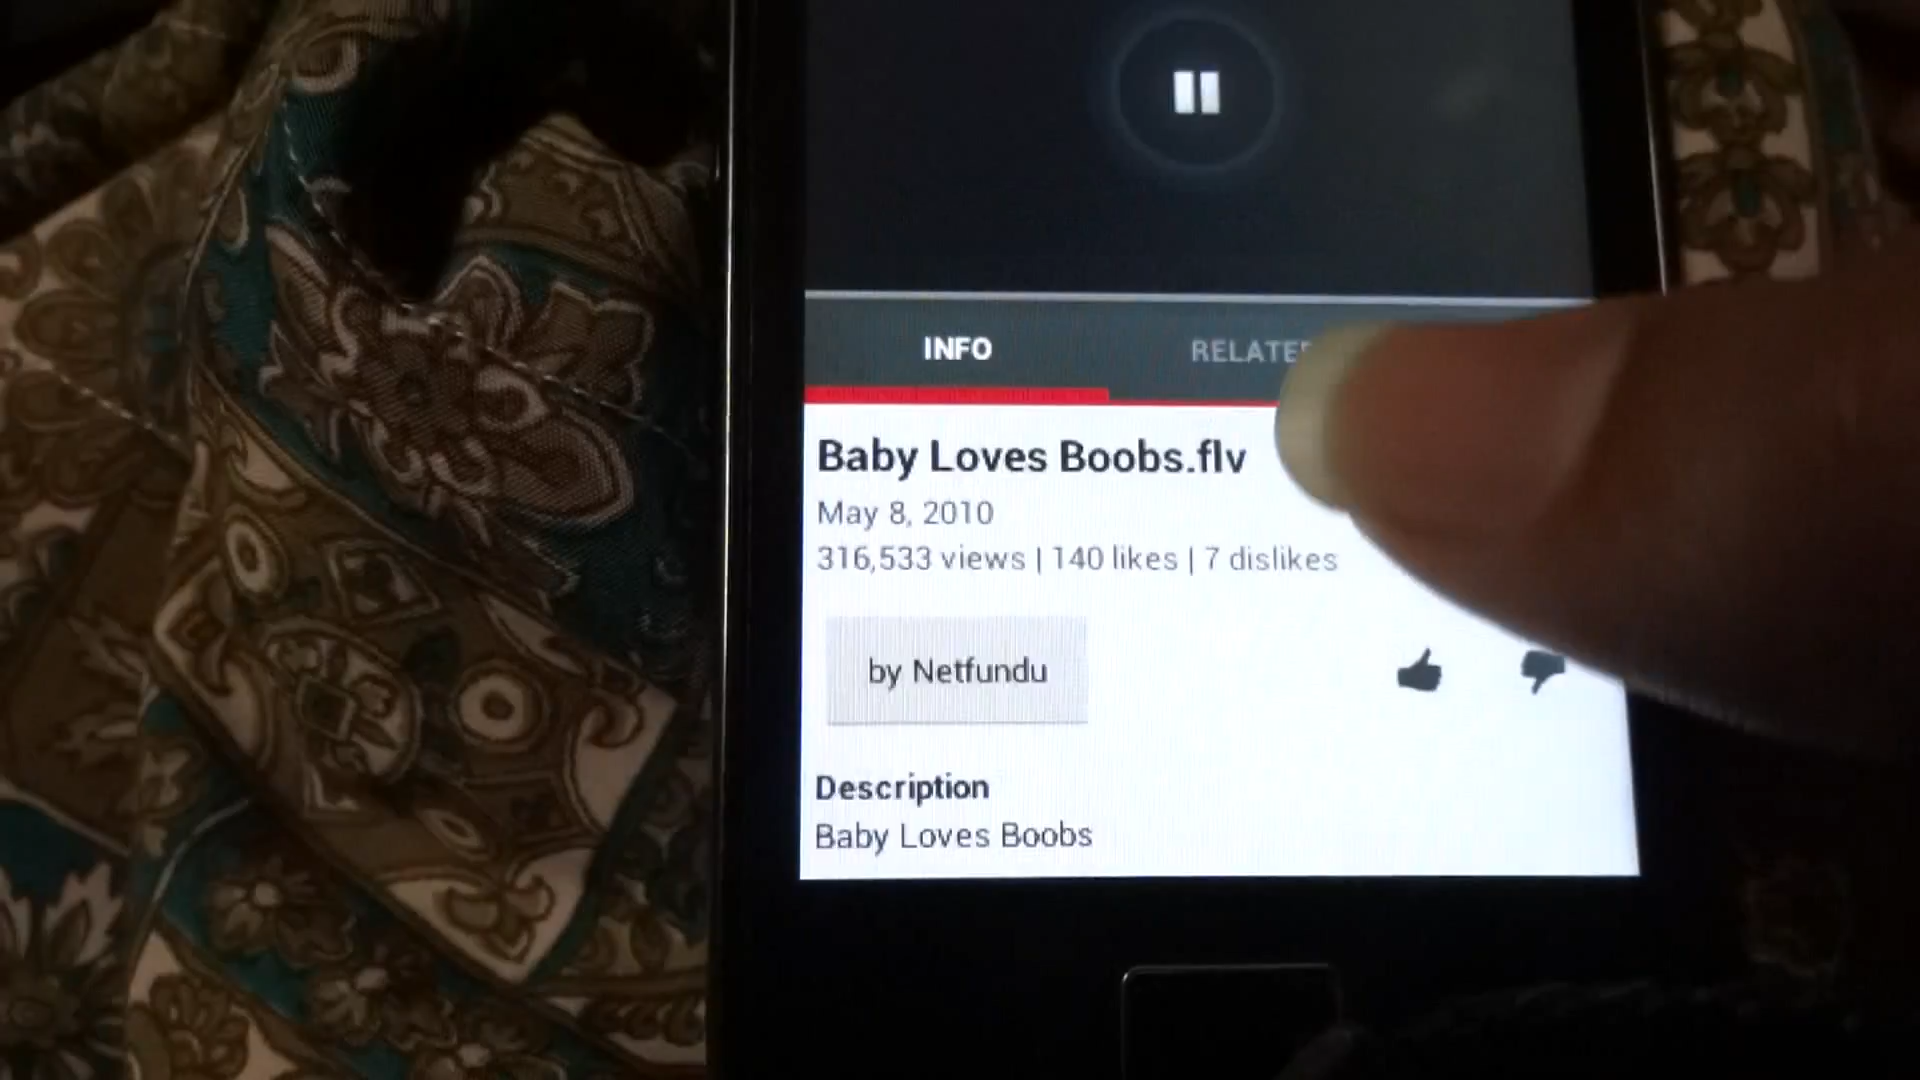 INFO
RELATE
Baby Loves Boobs.flv
May 8, 2010
316,533 views | 140 likes | 7 dislikes
by Netfundu
Description
Baby Loves Boobs